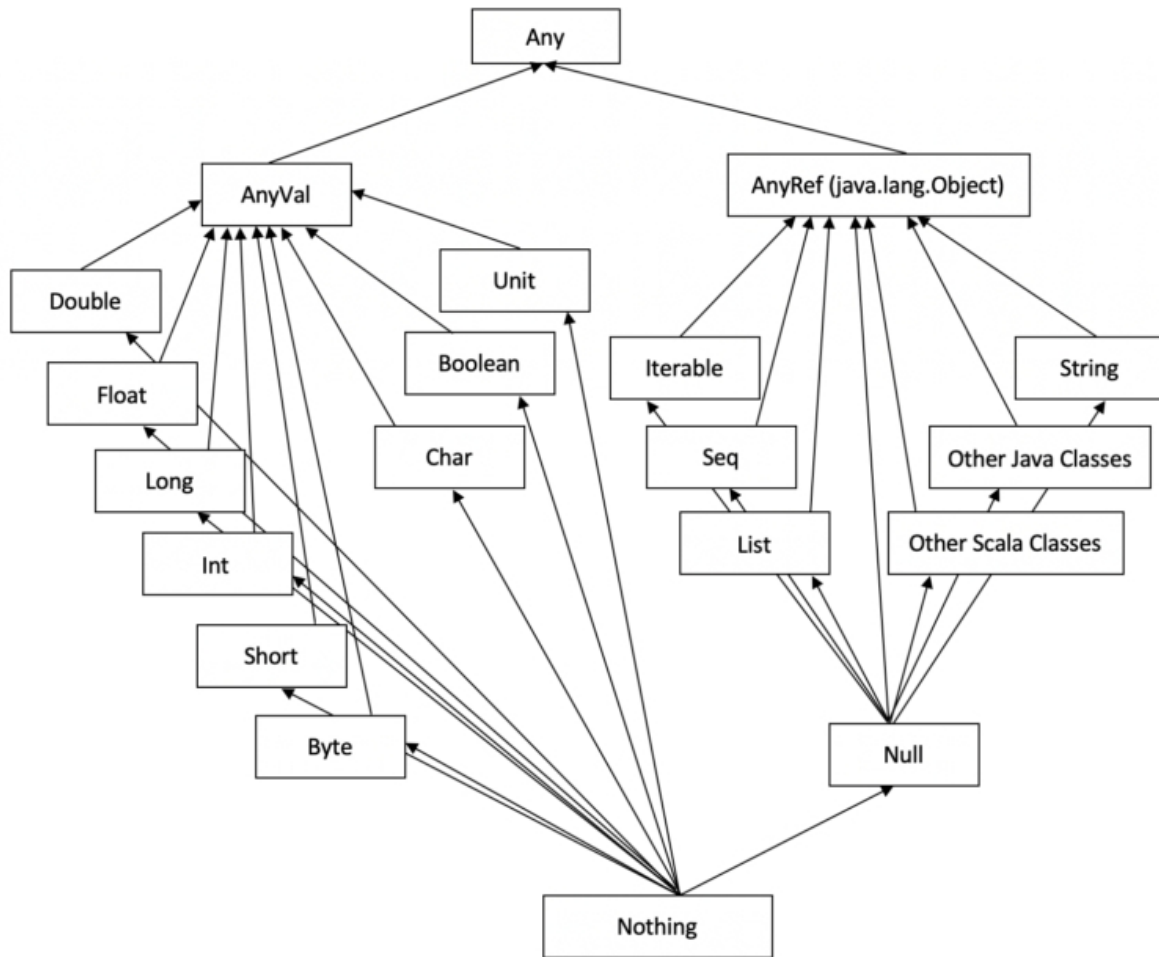 Any
AnyVal
AnyRef (java.lang.Object)
Double
Unit
Float
Boolean
Iterable
String
Long
Char
Seq
Other Java Classes
Int
List
Other Scala Classes
Short
Byte
Null
Nothing